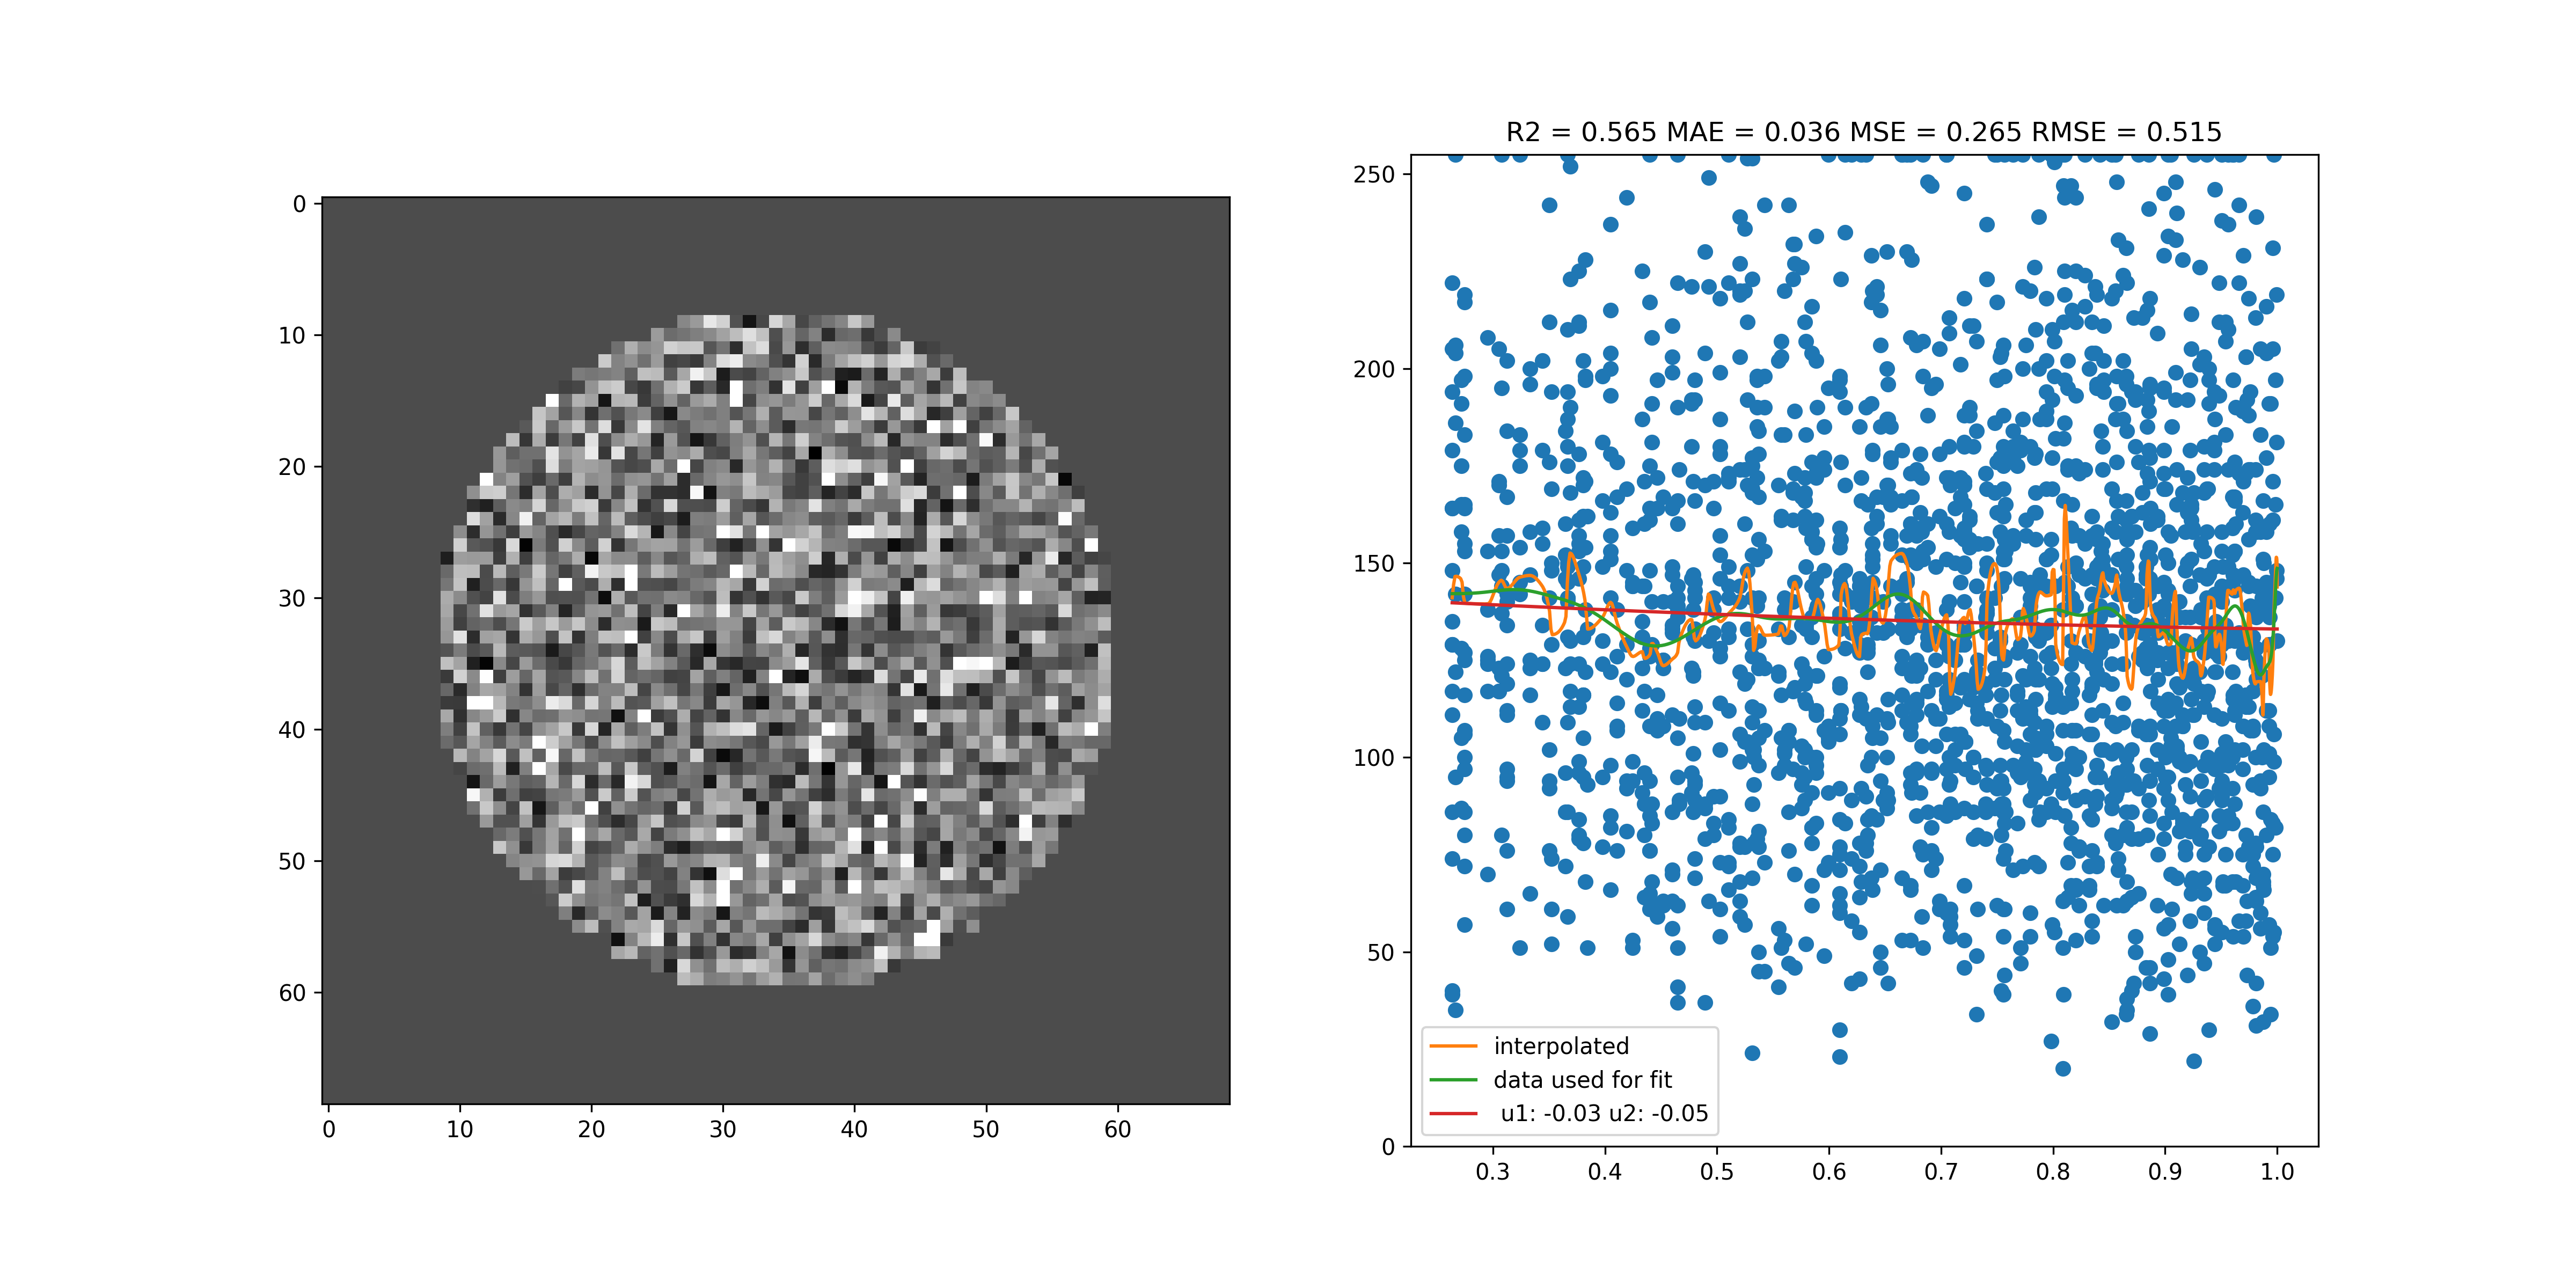 R2 = 0.565 MAE = 0.036 MSE = 0.265 RMSE = 0.515
0
10
20
30
40
50
60
0 10 20 30 40 50 60
250
200
150
100
50
0
interpolated
data used for fit
u1: -0.03 u2: -0.05
0.3 0.4 0.5 0.6 0.7 0.8 0.9 1.0